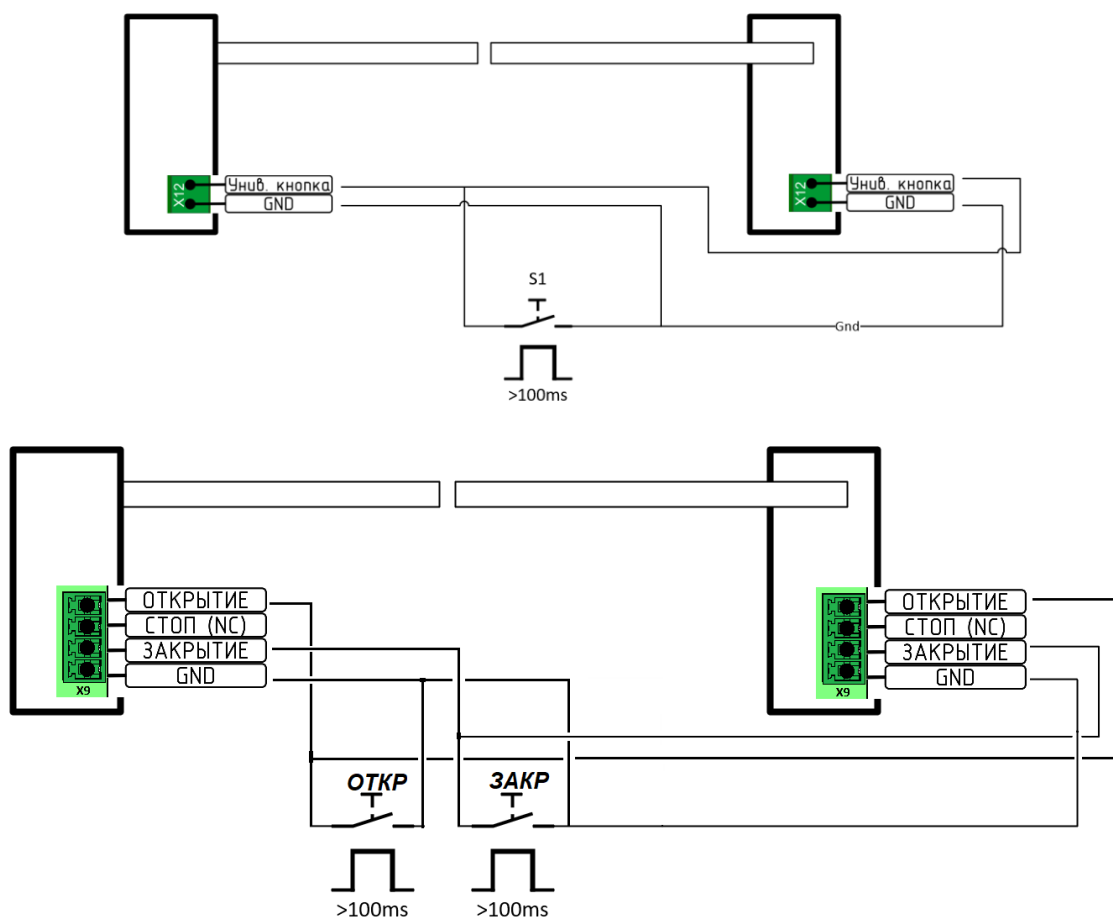 X12
Унив. кнопка
GND
X12
Унив. кнопка
GND
S1
Gnd
>100ms
ОТКРЫТИЕ
СТОП (NC)
ЗАКРЫТИЕ
GND
X9
ОТКРЫТИЕ
СТОП (NC)
ЗАКРЫТИЕ
GND
X9
ОТКР
ЗАКР
>100ms
>100ms